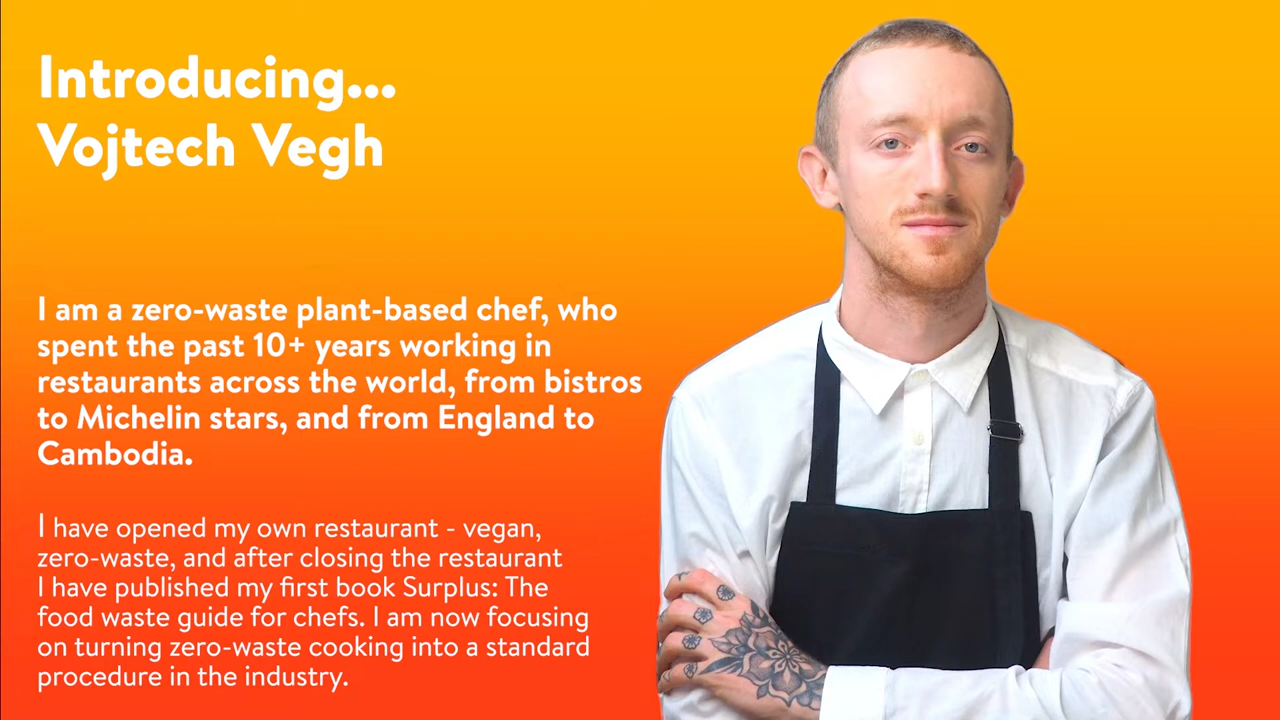 Introducing...
Vojtech Vegh
I am a zero-waste plant-based chef, who
spent the past 10+ years working in
restaurants across the world, from bistros
to Michelin stars, and from England to
Cambodia.
I have opened my own restaurant - vegan,
zero-waste, and after closing the restaurant
I have published my first book Surplus: The
food waste guide for chefs. I am now focusing
on turning zero-waste cooking into a standard
procedure in the industry.